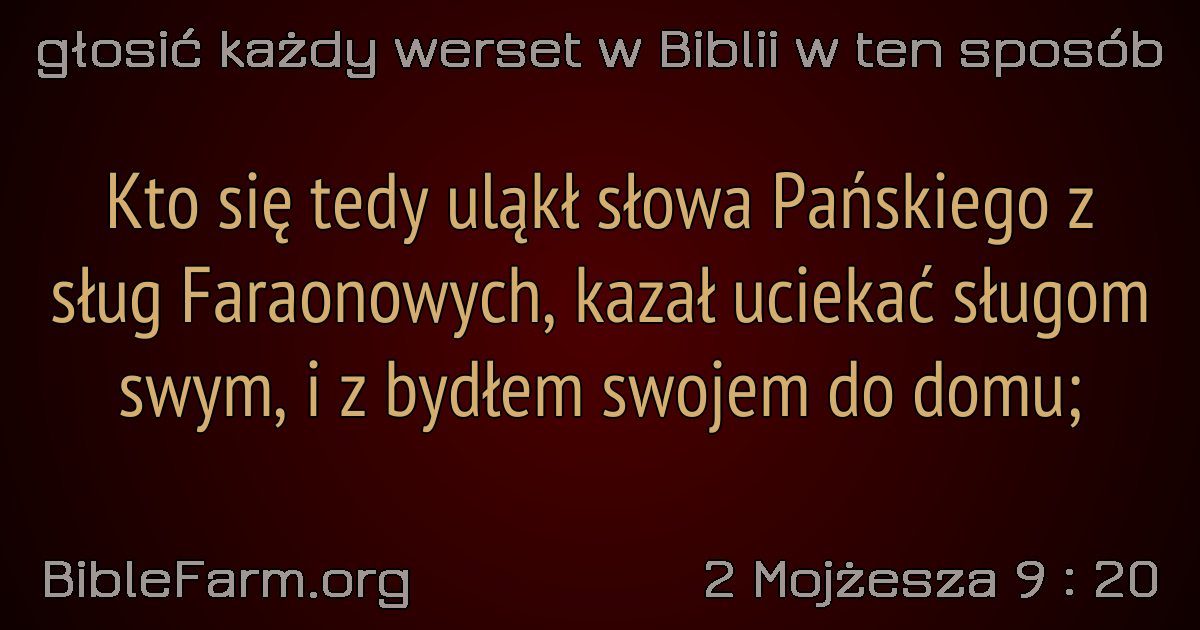 głosić każdy werset w Biblii w ten sposób
Kto się tedy uląkł słowa Pańskiego z
sług Faraonowych, kazał uciekać sługom
swym, i z bydłem swojem do domu;
BibleFarm.org
2 Mojżesza 9 : 20